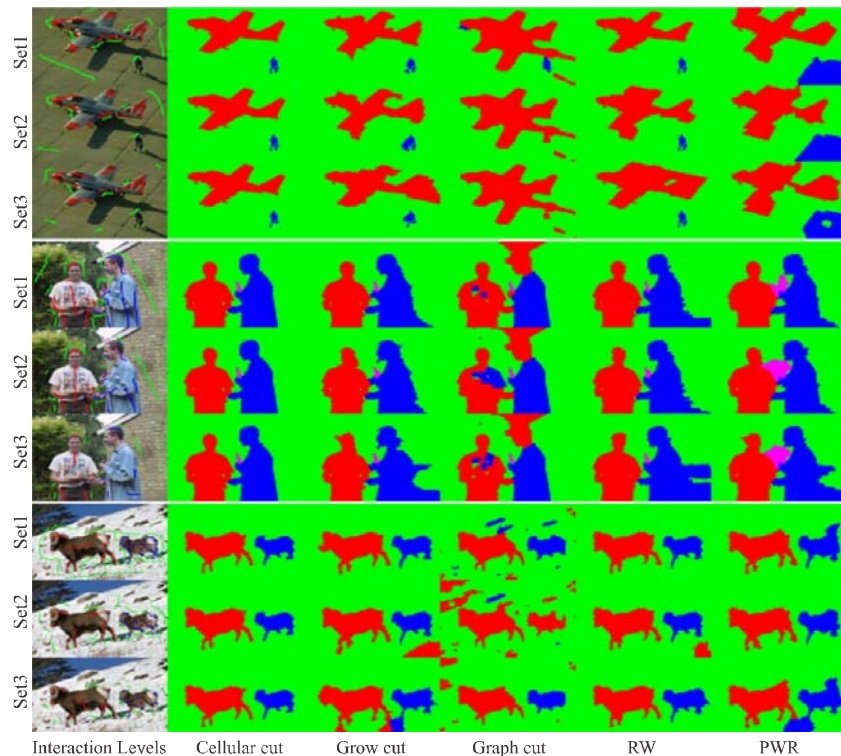 Set1
Set2
Set3
Set1
Set2
Set3
Set1
Set2
Set3
Interaction Levels Cellular cut Grow cut Graph cut RW PWR